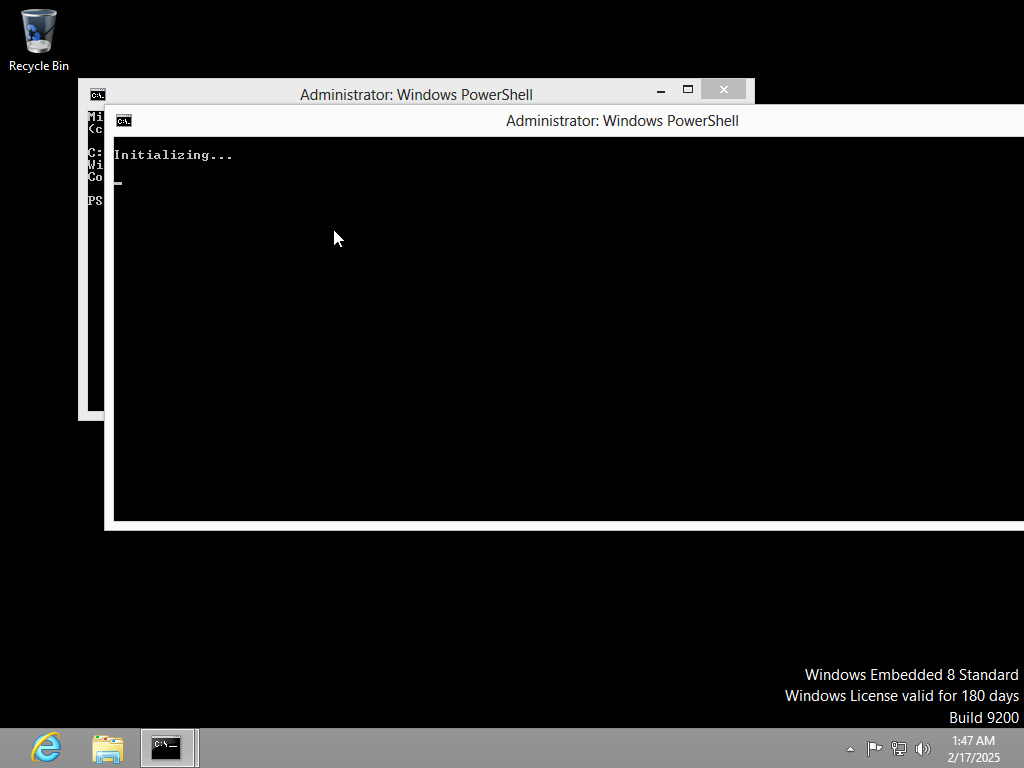 Recycle Bin
Administrator: Windows PowerShell
Administrator: Windows PowerShell
Mi
<c
C:
Wi
Co
PS
Initializing...
Windows Embedded 8 Standard
Windows License valid for 180 days
Build 9200
1:47 AM
2/17/2025